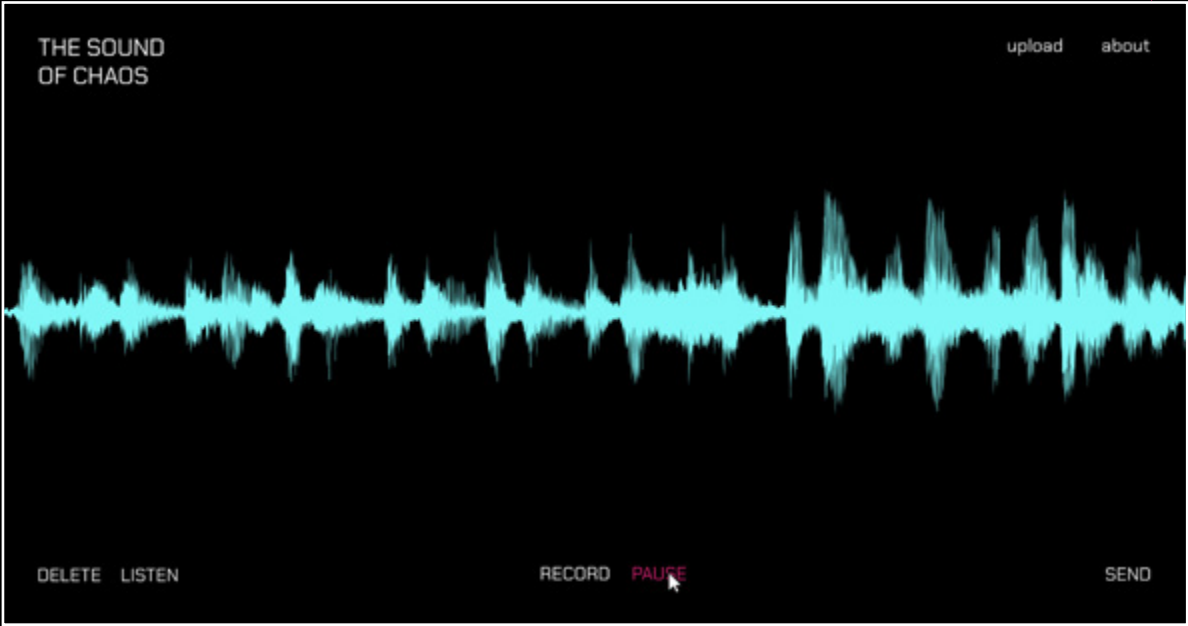 THE SOUND
OF CHAOS
upload about
DELETE LISTEN RECORD PAUSE SEND